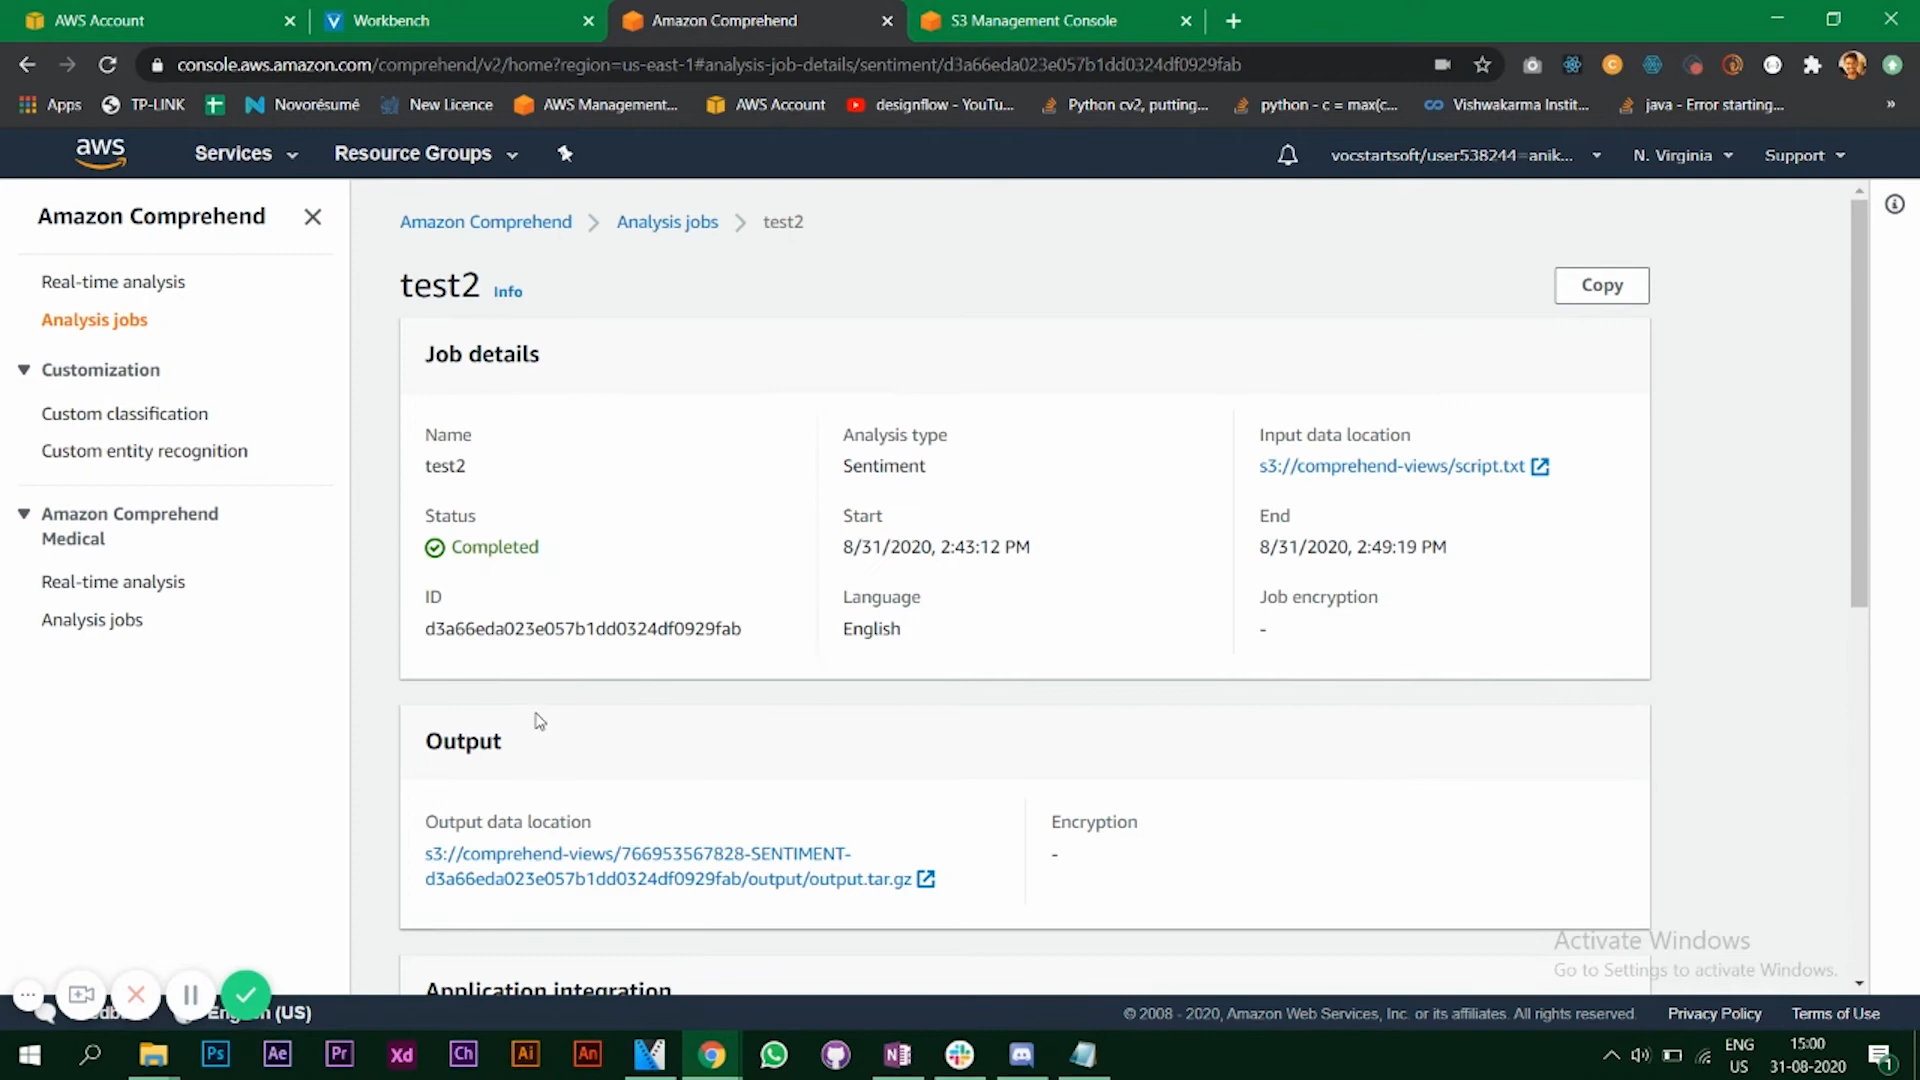 AWS Account
Workbench
Amazon Comprehend
S3 Management Console
console.aws.amazon.com/comprehend/v2/home?region=us-east-1#analysis-job-details/sentiment/d3a66eda023e057b1dd0324df0929fab
Apps
TP-LINK
Novorésumé
New Licence
AWS Management...
AWS Account
designflow - YouTu...
Python cv2, putting...
python - c = max(c...
Vishwakarma Instit...
java - Error starting...
»
aws
Services
Resource Groups
vocstartsoft/user538244=anik...
N. Virginia
Support
Amazon Comprehend
Real-time analysis
Analysis jobs
Customization
Custom classification
Custom entity recognition
Amazon Comprehend
Medical
Real-time analysis
Analysis jobs
Amazon Comprehend
Analysis jobs
test2
test2 Info
Copy
Job details
Name
test2
Analysis type
Sentiment
Input data location
s3://comprehend-views/script.txt
Status
Completed
Start
8/31/2020, 2:43:12 PM
End
8/31/2020, 2:49:19 PM
ID
d3a66eda023e057b1dd0324df0929fab
Language
English
Job encryption
-
Output
Output data location
s3://comprehend-views/766953567828-SENTIMENT-
d3a66eda023e057b1dd0324df0929fab/output/output.tar.gz
Encryption
-
Application integration
Activate Windows
Go to Settings to activate Windows.
(US)
© 2008 - 2020, Amazon Web Services, Inc. or its affiliates. All rights reserved.
Privacy Policy
Terms of Use
Ps
Ae
Pr
Xd
Ch
Ai
An
ENG
US
15:00
31-08-2020
1